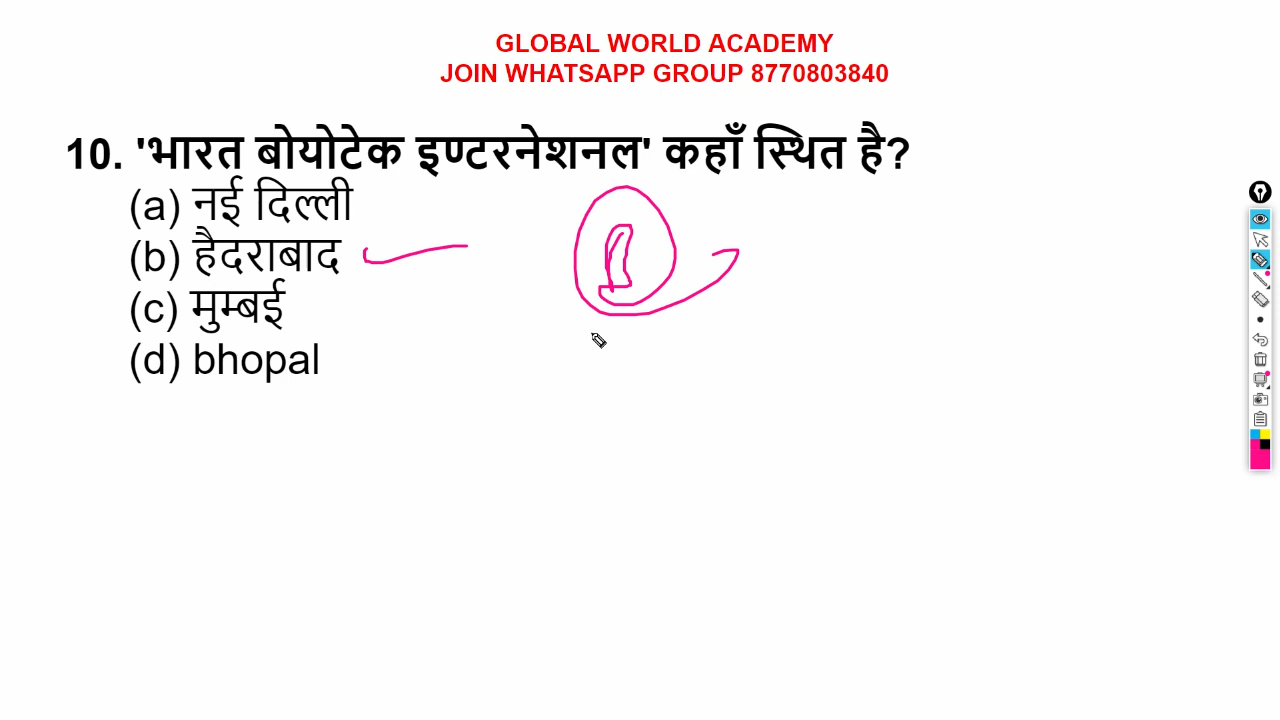 GLOBAL WORLD ACADEMY
JOIN WHATSAPP GROUP 8770803840
10. 'भारत बोयोटेक इण्टरनेशनल' कहाँ स्थित है?
(a) नई दिल्ली
(b) हैदराबाद
(c) मुम्बई
(d) bhopal